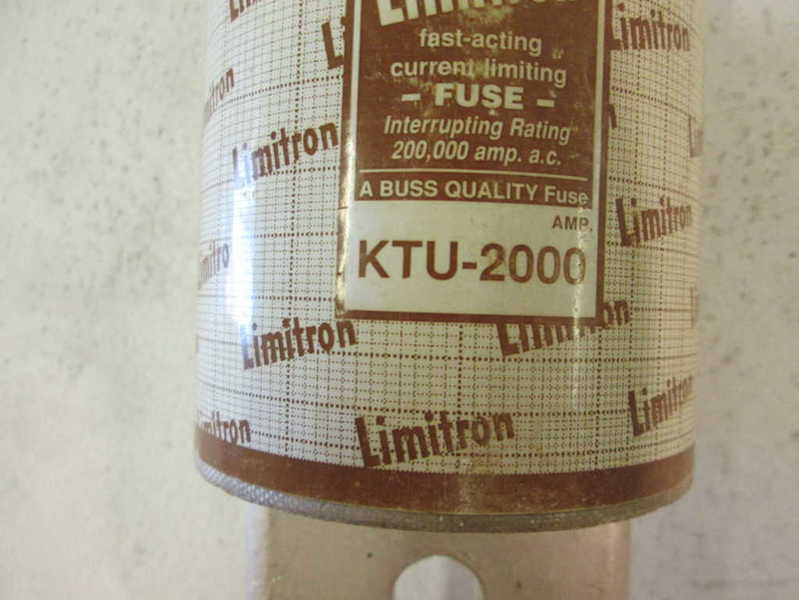 Limitron
Limitron
fast-acting
current limiting
- FUSE -
Interrupting Rating
200,000 amp. a.c.
A BUSS QUALITY Fuse
AMP.
KTU-2000
Limitron
Limitron
Limitron
Limitron
Limitron